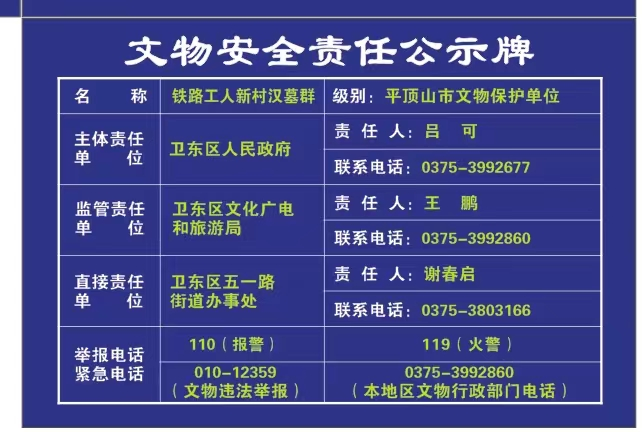 文物安全责任公示牌
名 称 铁路工人新村汉墓群 级别：平顶山市文物保护单位
主体责任
单 位
卫东区人民政府
责 任 人：吕 可
联系电话：0375-3992677
监管责任
单 位
卫东区文化广电
和旅游局
责 任 人：王 鹏
联系电话：0375-3992860
直接责任
单 位
卫东区五一路
街道办事处
责 任 人：谢春启
联系电话：0375-3803166
举报电话
紧急电话
110（报警） 119（火警）
010-12359
（文物违法举报）
0375-3992860
（本地区文物行政部门电话）